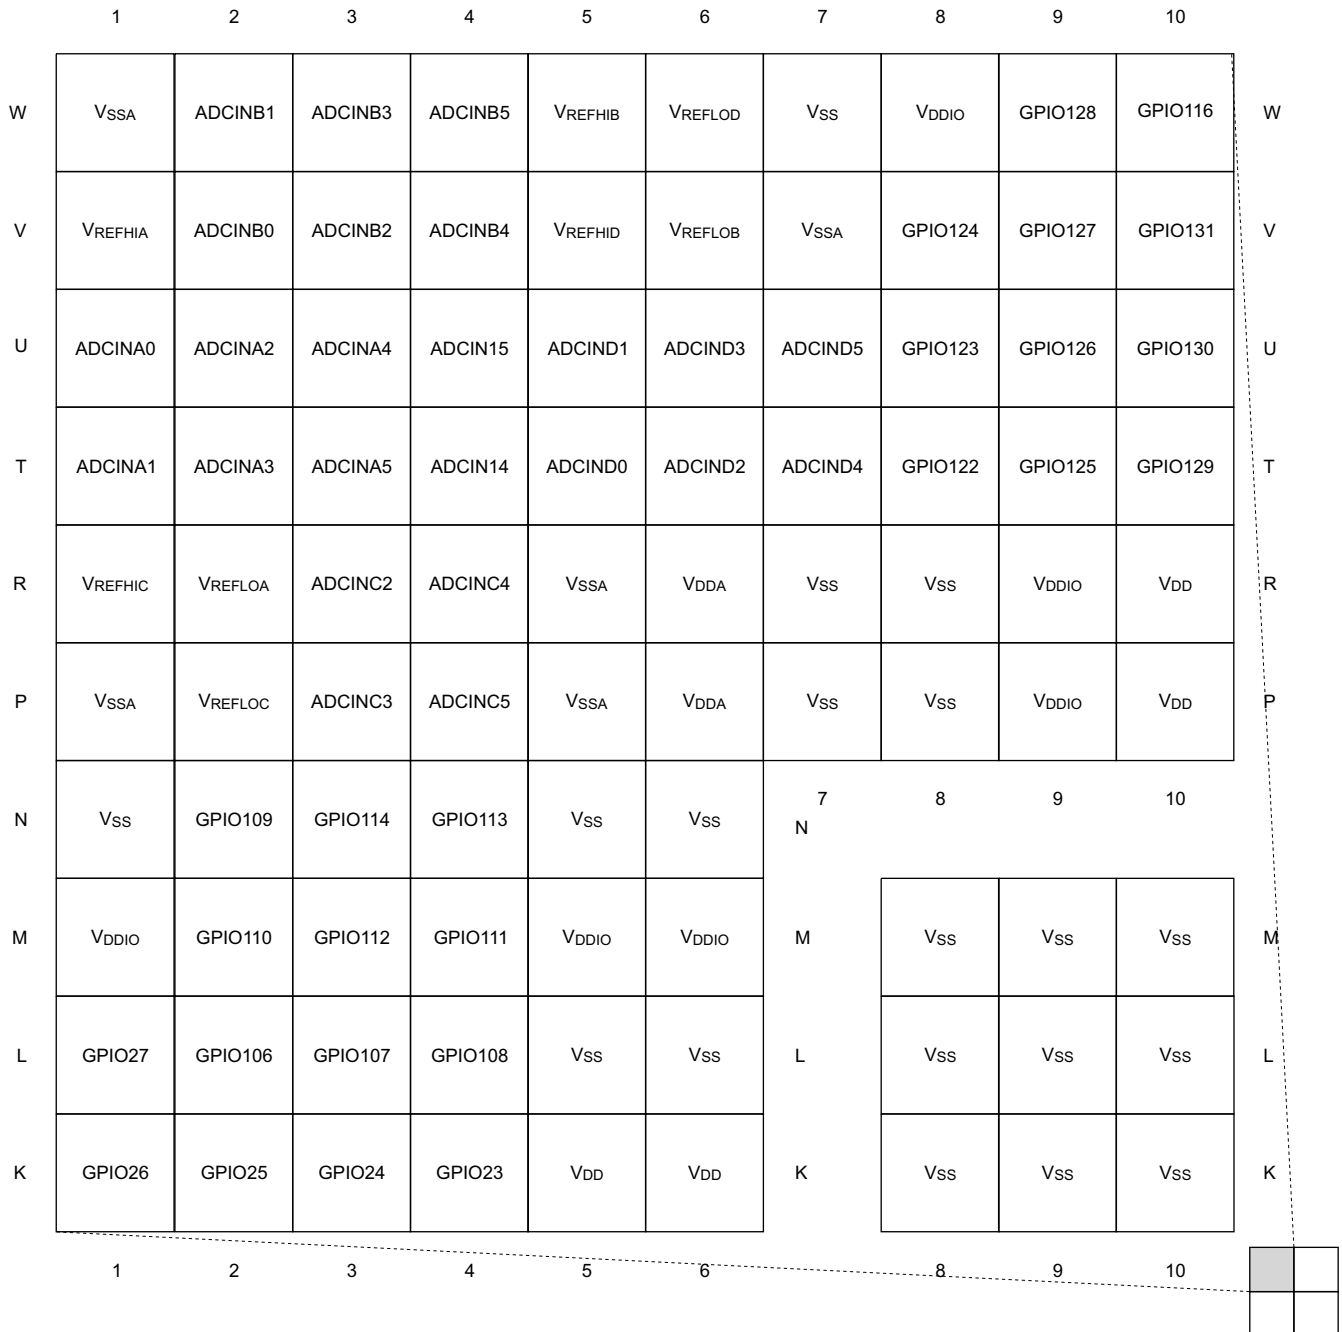 1 2 3 4 5 6 7 8 9 10
W VSSA ADCINB1 ADCINB3 ADCINB5 VREFHIB VREFLOD VSS VDDIO GPIO128 GPIO116 W
V VREFHIA ADCINB0 ADCINB2 ADCINB4 VREFHID VREFLOB VSSA GPIO124 GPIO127 GPIO131 V
U ADCINA0 ADCINA2 ADCINA4 ADCIN15 ADCIND1 ADCIND3 ADCIND5 GPIO123 GPIO126 GPIO130 U
T ADCINA1 ADCINA3 ADCINA5 ADCIN14 ADCIND0 ADCIND2 ADCIND4 GPIO122 GPIO125 GPIO129 T
R VREFHIC VREFLOA ADCINC2 ADCINC4 VSSA VDDA VSS VSS VDDIO VDD R
P VSSA VREFLOC ADCINC3 ADCINC5 VSSA VDDA VSS VSS VDDIO VDD P
7 8 9 10
N VSS GPIO109 GPIO114 GPIO113 VSS VSS N
M VDDIO GPIO110 GPIO112 GPIO111 VDDIO VDDIO M VSS VSS VSS M
L GPIO27 GPIO106 GPIO107 GPIO108 VSS VSS L VSS VSS VSS L
K GPIO26 GPIO25 GPIO24 GPIO23 VDD VDD K VSS VSS VSS K
1 2 3 4 5 6 8 9 10